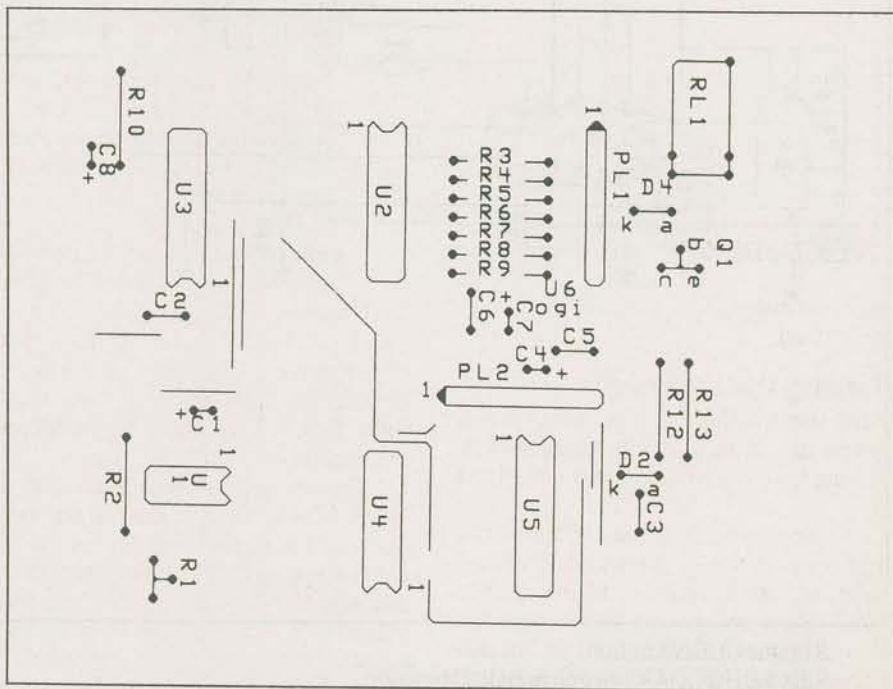 R10
C8
+
U3
1
C2
+
C1
1
U1
R2
R1
1
U2
R3
R4
R5
R6
R7
R8
R9
1
PL1
RL1
D4
k
a
b
Q1
c
e
U6
ogi
C6
+
C7
C5
C4
+
PL2
1
R12
R13
D2
k
a
C3
1
U5
U4
1